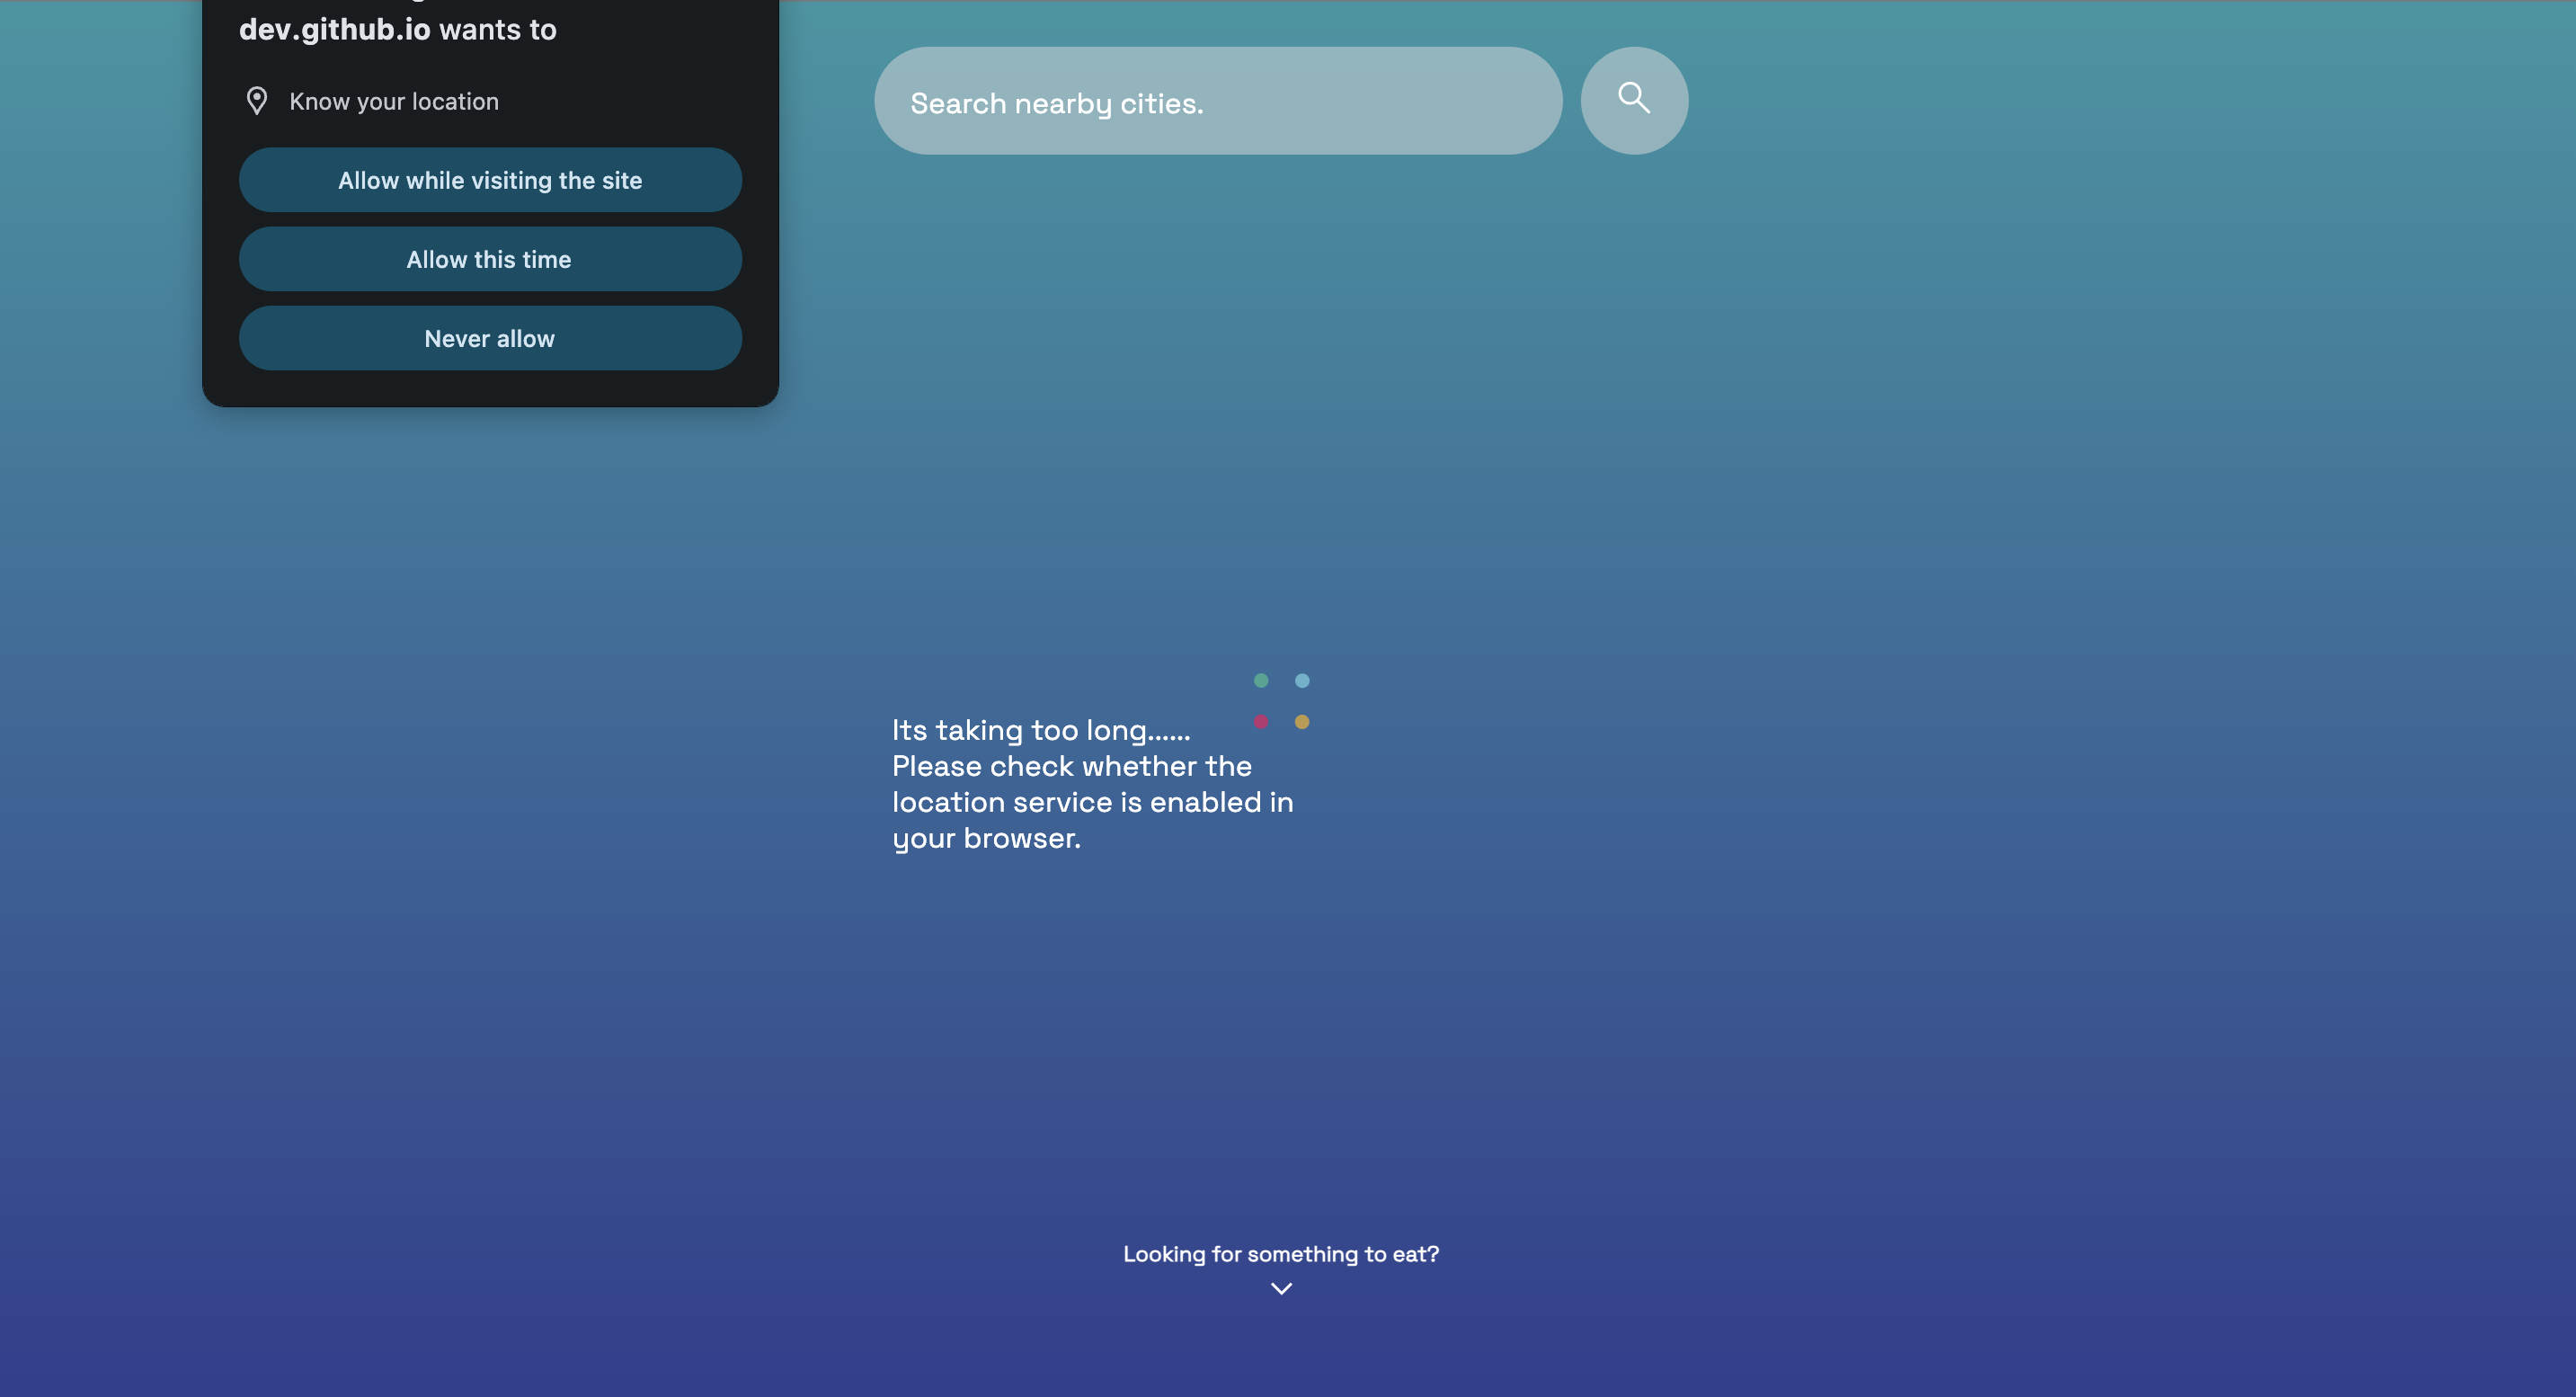 dev.github.io wants to
Know your location
Allow while visiting the site
Allow this time
Never allow
Search nearby cities.
Its taking too long......
Please check whether the
location service is enabled in
your browser.
Looking for something to eat?